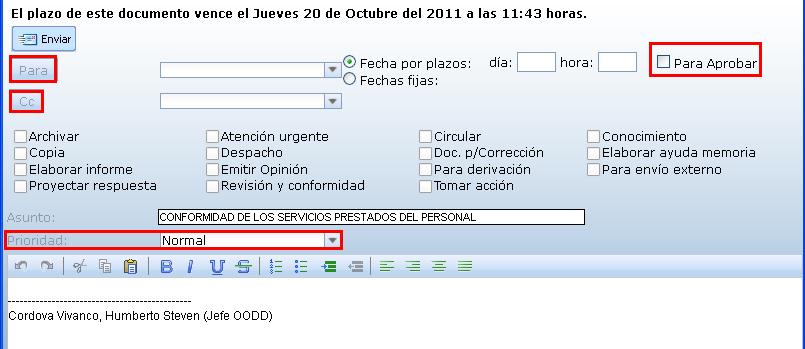 El plazo de este documento vence el Jueves 20 de Octubre del 2011 a las 11:43 horas.
Enviar
Para Fecha por plazos: día: hora: Para Aprobar
Fechas fijas:
Cc
Archivar Atención urgente Circular Conocimiento
Copia Despacho Doc. p/Corrección Elaborar ayuda memoria
Elaborar informe Emitir Opinión Para derivación Para envío externo
Proyectar respuesta Revisión y conformidad Tomar acción
Asunto: CONFORMIDAD DE LOS SERVICIOS PRESTADOS DEL PERSONAL
Prioridad: Normal
B I U S
----------------------------------------------
Cordova Vivanco, Humberto Steven (Jefe OODD)